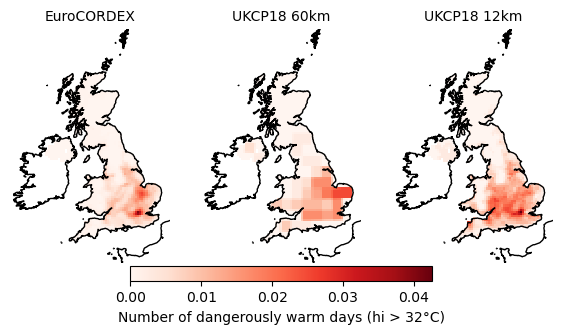 EuroCORDEX UKCP18 60km UKCP18 12km
0.00 0.01 0.02 0.03 0.04
Number of dangerously warm days (hi > 32°C)